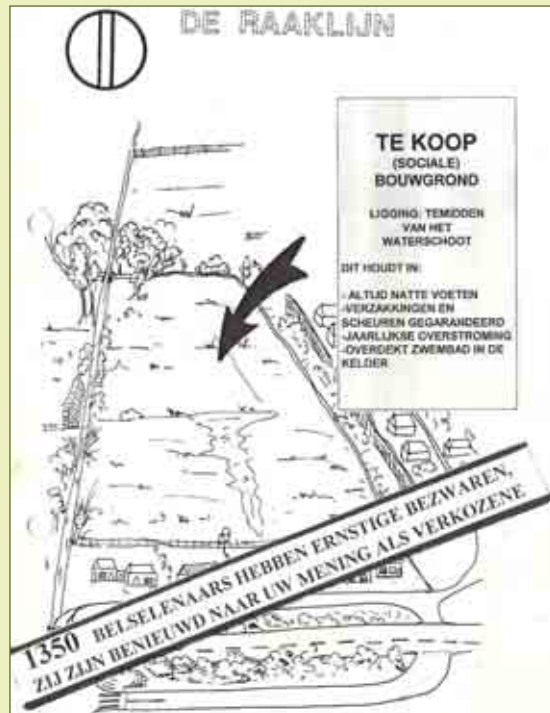 DE RAAKLIJN
TE KOOP
(SOCIALE)
BOUWGROND
LIGGING: TEMIDDEN
VAN HET
WATERSCHOOT
DIT HOUDT IN:
- ALTIJD NATTE VOETEN
-VERZAKKINGEN EN
SCHEUREN GEGARANDEERD
-JAARLIJKSE OVERSTROMING
-OVERDEKT ZWEMBAD IN DE
KELDER
1350 BELSELENAARS HEBBEN ERNSTIGE BEZWAREN,
ZIJ ZIJN BENIEUWD NAAR UW MENING ALS VERKOZENE